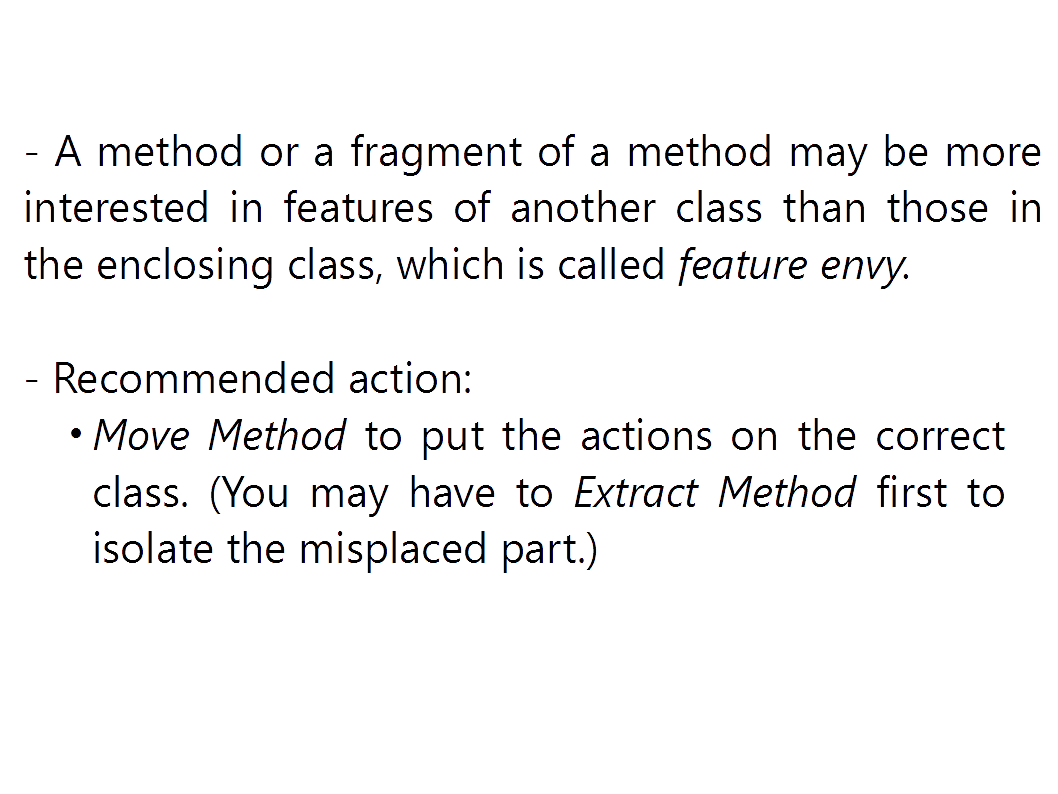 - A method or a fragment of a method may be more
interested in features of another class than those in
the enclosing class, which is called feature envy.
- Recommended action:
• Move Method to put the actions on the correct
class. (You may have to Extract Method first to
isolate the misplaced part.)